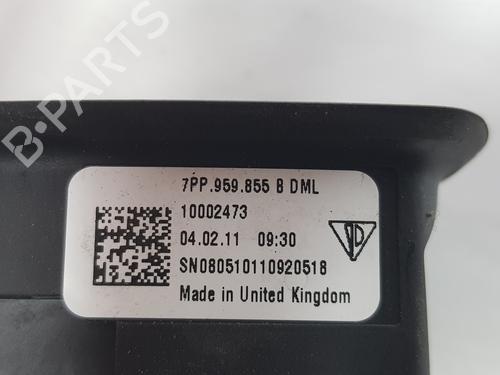 B-PARTS
7PP.959.855 B DML
10002473
04.02.11 09:30
SN080510110920518
Made in United Kingdom